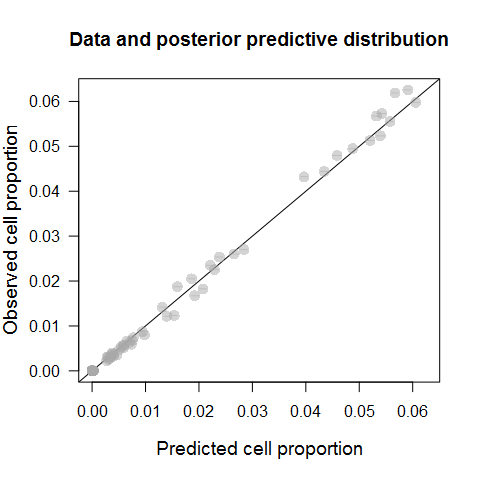 Data and posterior predictive distribution
Observed cell proportion
0.06
0.05
0.04
0.03
0.02
0.01
0.00
0.00 0.01 0.02 0.03 0.04 0.05 0.06
Predicted cell proportion